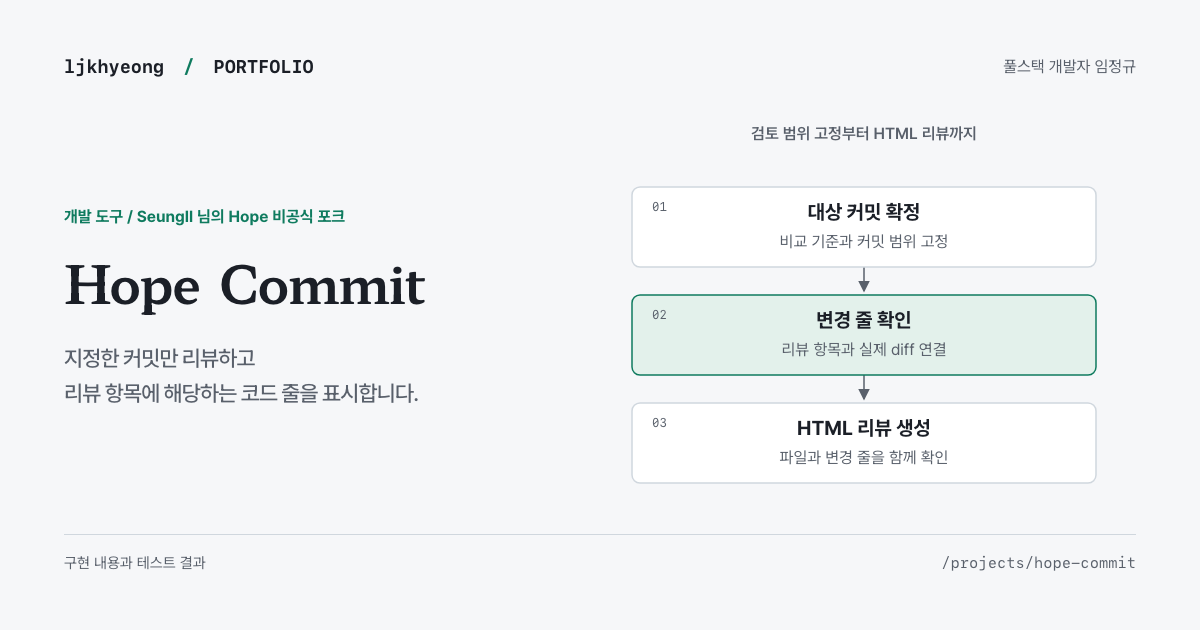 ljkhyeong / PORTFOLIO
풀스택 개발자 임정규
개발 도구 / SeungIl 님의 Hope 비공식 포크
Hope Commit
지정한 커밋만 리뷰하고
리뷰 항목에 해당하는 코드 줄을 표시합니다.
검토 범위 고정부터 HTML 리뷰까지
01
대상 커밋 확정
비교 기준과 커밋 범위 고정
02
변경 줄 확인
리뷰 항목과 실제 diff 연결
03
HTML 리뷰 생성
파일과 변경 줄을 함께 확인
구현 내용과 테스트 결과
/projects/hope-commit